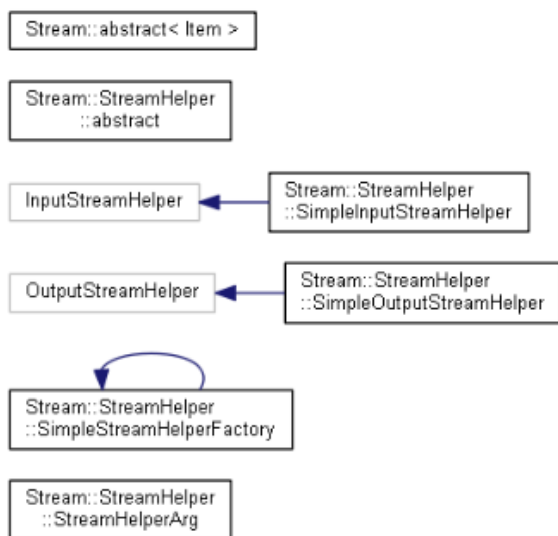 Stream::abstract< Item >
Stream::StreamHelper
::abstract
InputStreamHelper
Stream::StreamHelper
::SimpleInputStreamHelper
OutputStreamHelper
Stream::StreamHelper
::SimpleOutputStreamHelper
Stream::StreamHelper
::SimpleStreamHelperFactory
Stream::StreamHelper
::StreamHelperArg